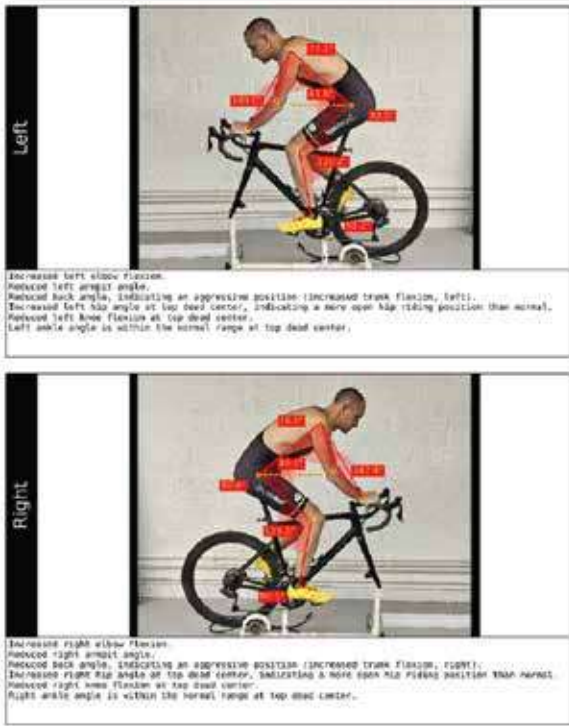 Left
Increased left elbow flexion.
Reduced left armpit angle.
Reduced back angle, indicating an aggressive position (increased trunk flexion, left).
Increased left hip angle at top dead center, indicating a more open hip riding position than normal.
Reduced left knee flexion at top dead center.
Left ankle angle is within the normal range at top dead center.
Right
Increased right elbow flexion.
Reduced right armpit angle.
Reduced back angle, indicating an aggressive position (increased trunk flexion, right).
Increased right hip angle at top dead center, indicating a more open hip riding position than normal.
Reduced right knee flexion at top dead center.
Right ankle angle is within the normal range at top dead center.